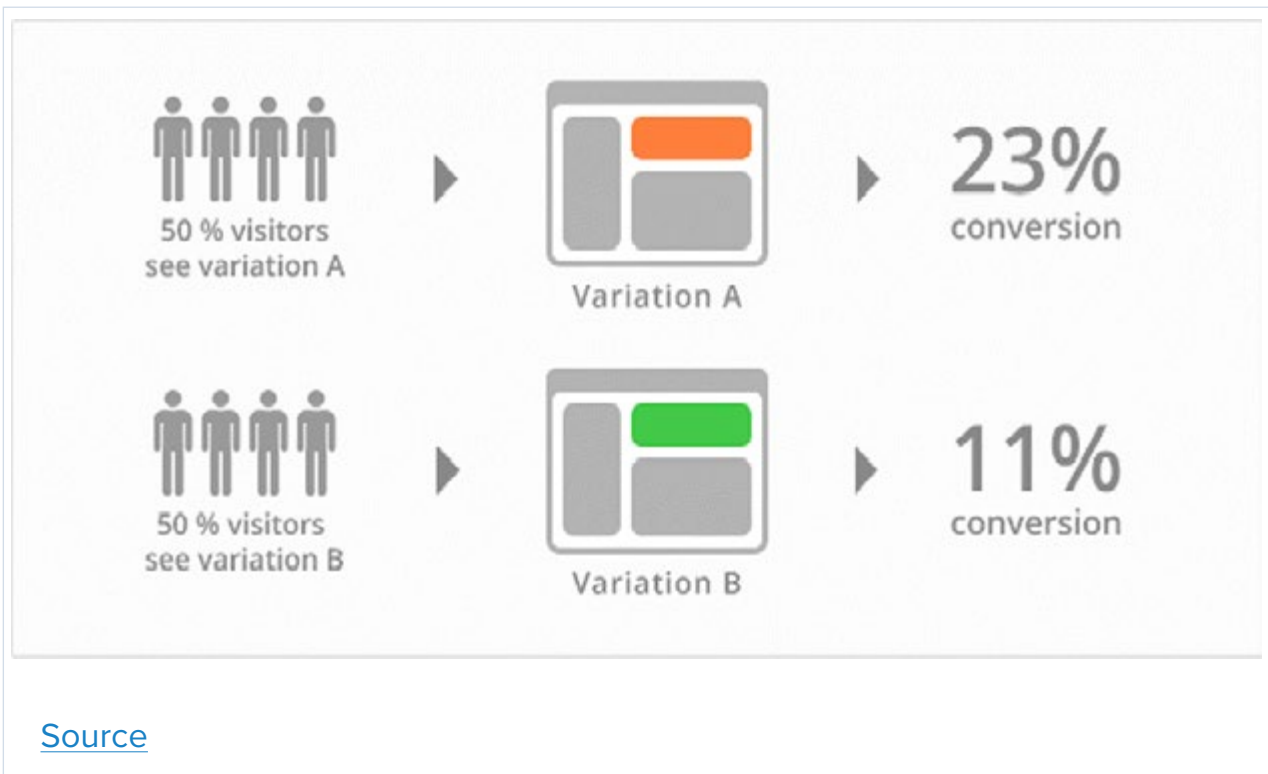 50 % visitors
see variation A
Variation A
23%
conversion
50 % visitors
see variation B
Variation B
11%
conversion
Source